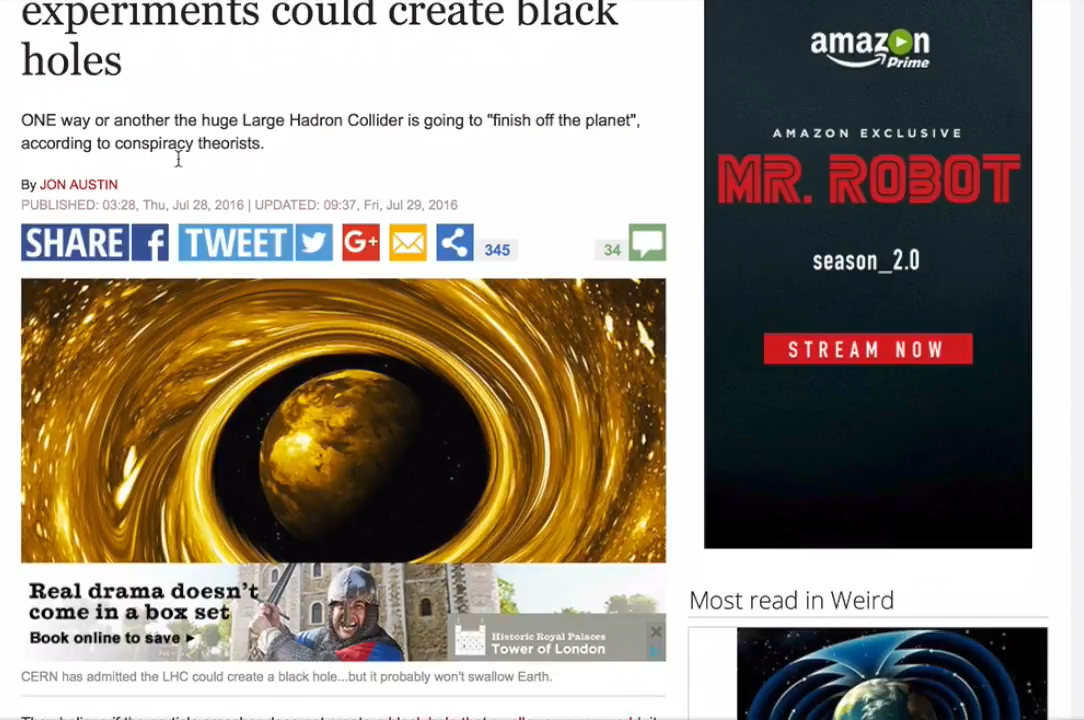 experiments could create black
holes
ONE way or another the huge Large Hadron Collider is going to "finish off the planet",
according to conspiracy theorists.
By JON AUSTIN
PUBLISHED: 03:28, Thu, Jul 28, 2016 | UPDATED: 09:37, Fri, Jul 29, 2016
SHARE f TWEET G+ 345 34
Real drama doesn't
come in a box set
Book online to save ▸
Historic Royal Palaces
Tower of London
CERN has admitted the LHC could create a black hole...but it probably won't swallow Earth.
amazon
Prime
AMAZON EXCLUSIVE
MR. ROBOT
season_2.0
STREAM NOW
Most read in Weird